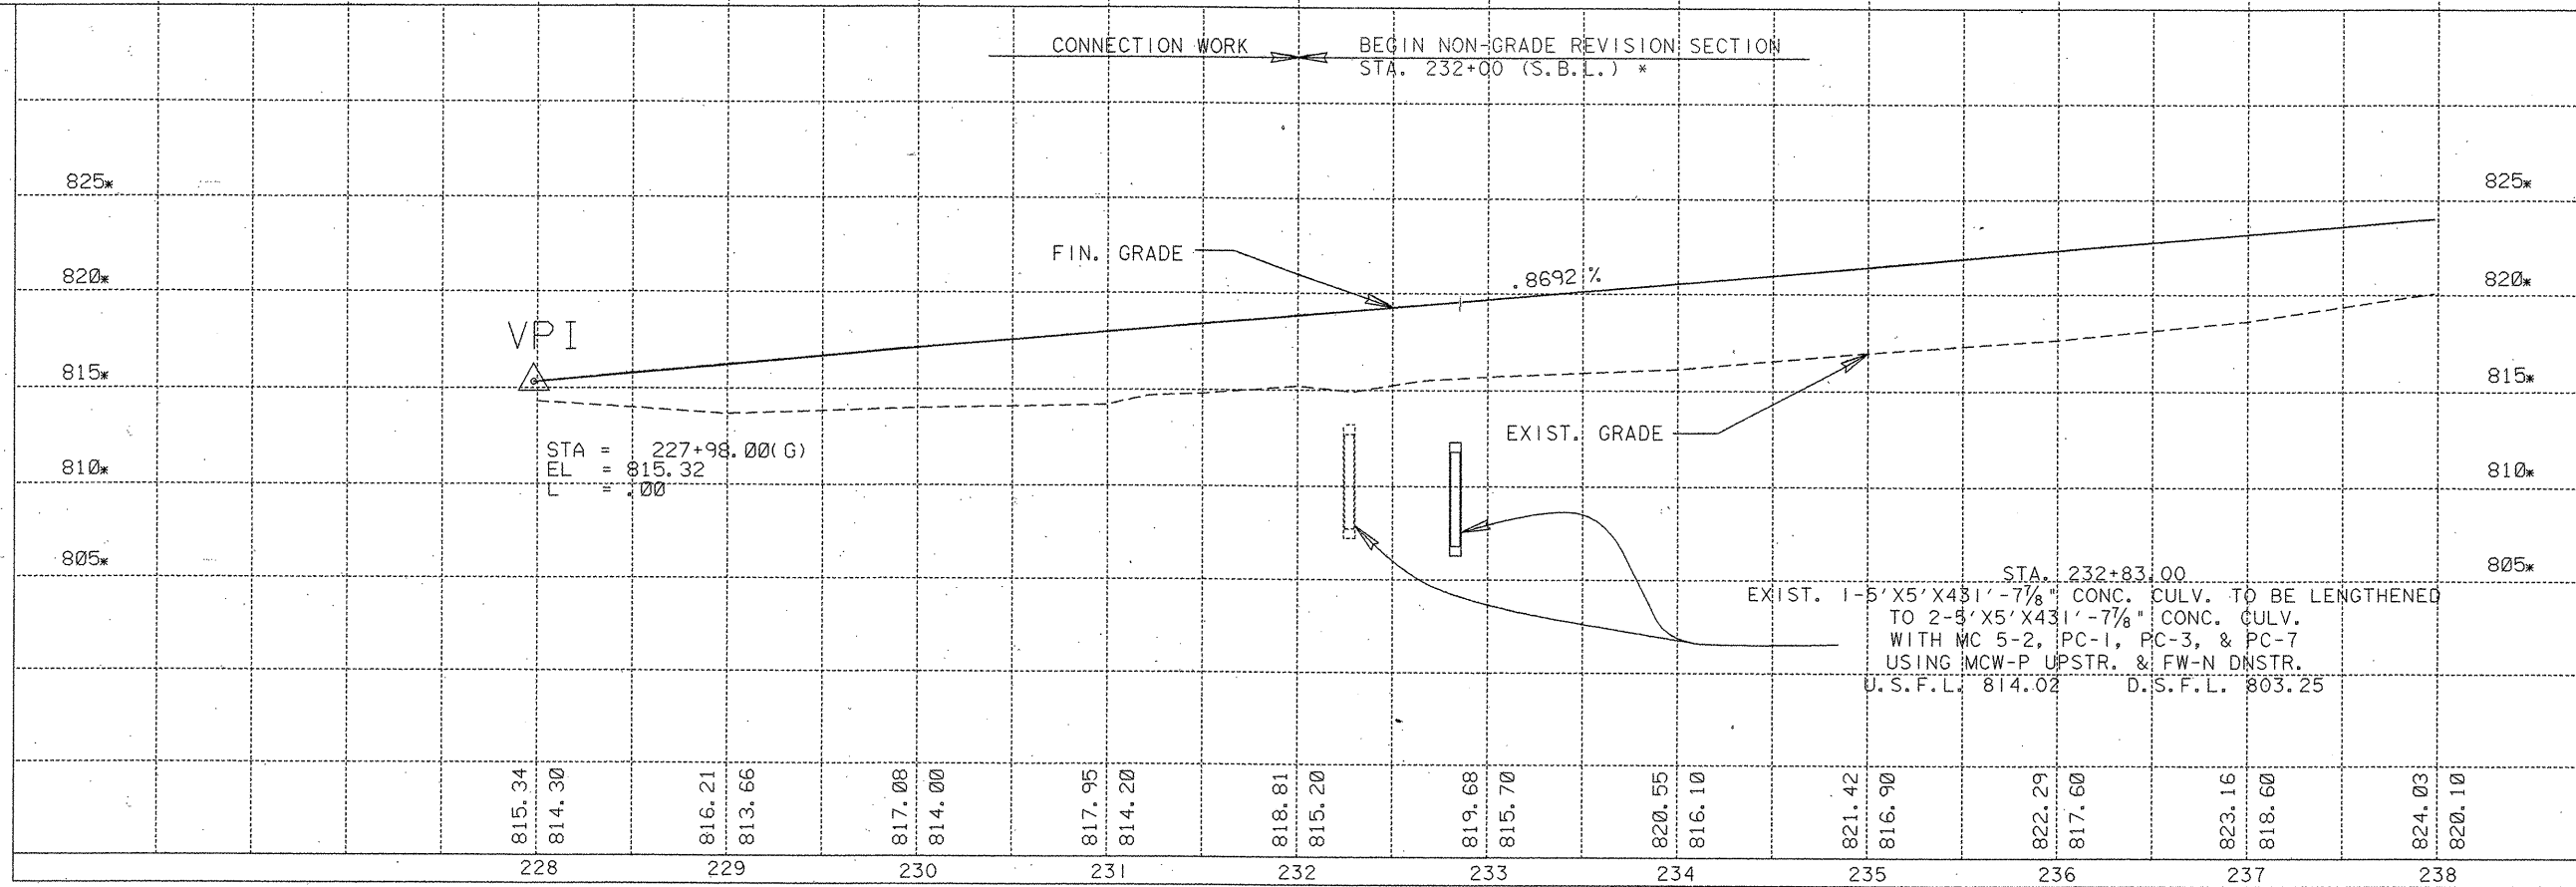 CONNECTION WORK
BEGIN NON-GRADE REVISION SECTION
STA. 232+00 (S.B.L.) *
825*
825*
FIN. GRADE
.8692 %
820*
820*
VPI
815*
815*
EXIST. GRADE
STA = 227+98.00(G)
EL = 815.32
L = .00
810*
810*
805*
805*
STA. 232+83.00
EXIST. 1-5'X5'X431'-7⅞" CONC. CULV. TO BE LENGTHENED
TO 2-5'X5'X431'-7⅞" CONC. CULV.
WITH MC 5-2, PC-1, PC-3, & PC-7
USING MCW-P UPSTR. & FW-N DNSTR.
U.S.F.L. 814.02 D.S.F.L. 803.25
815.34
814.30
816.21
813.66
817.08
814.00
817.95
814.20
818.81
815.20
819.68
815.70
820.55
816.10
821.42
816.90
822.29
817.60
823.16
818.60
824.03
820.10
228 229 230 231 232 233 234 235 236 237 238